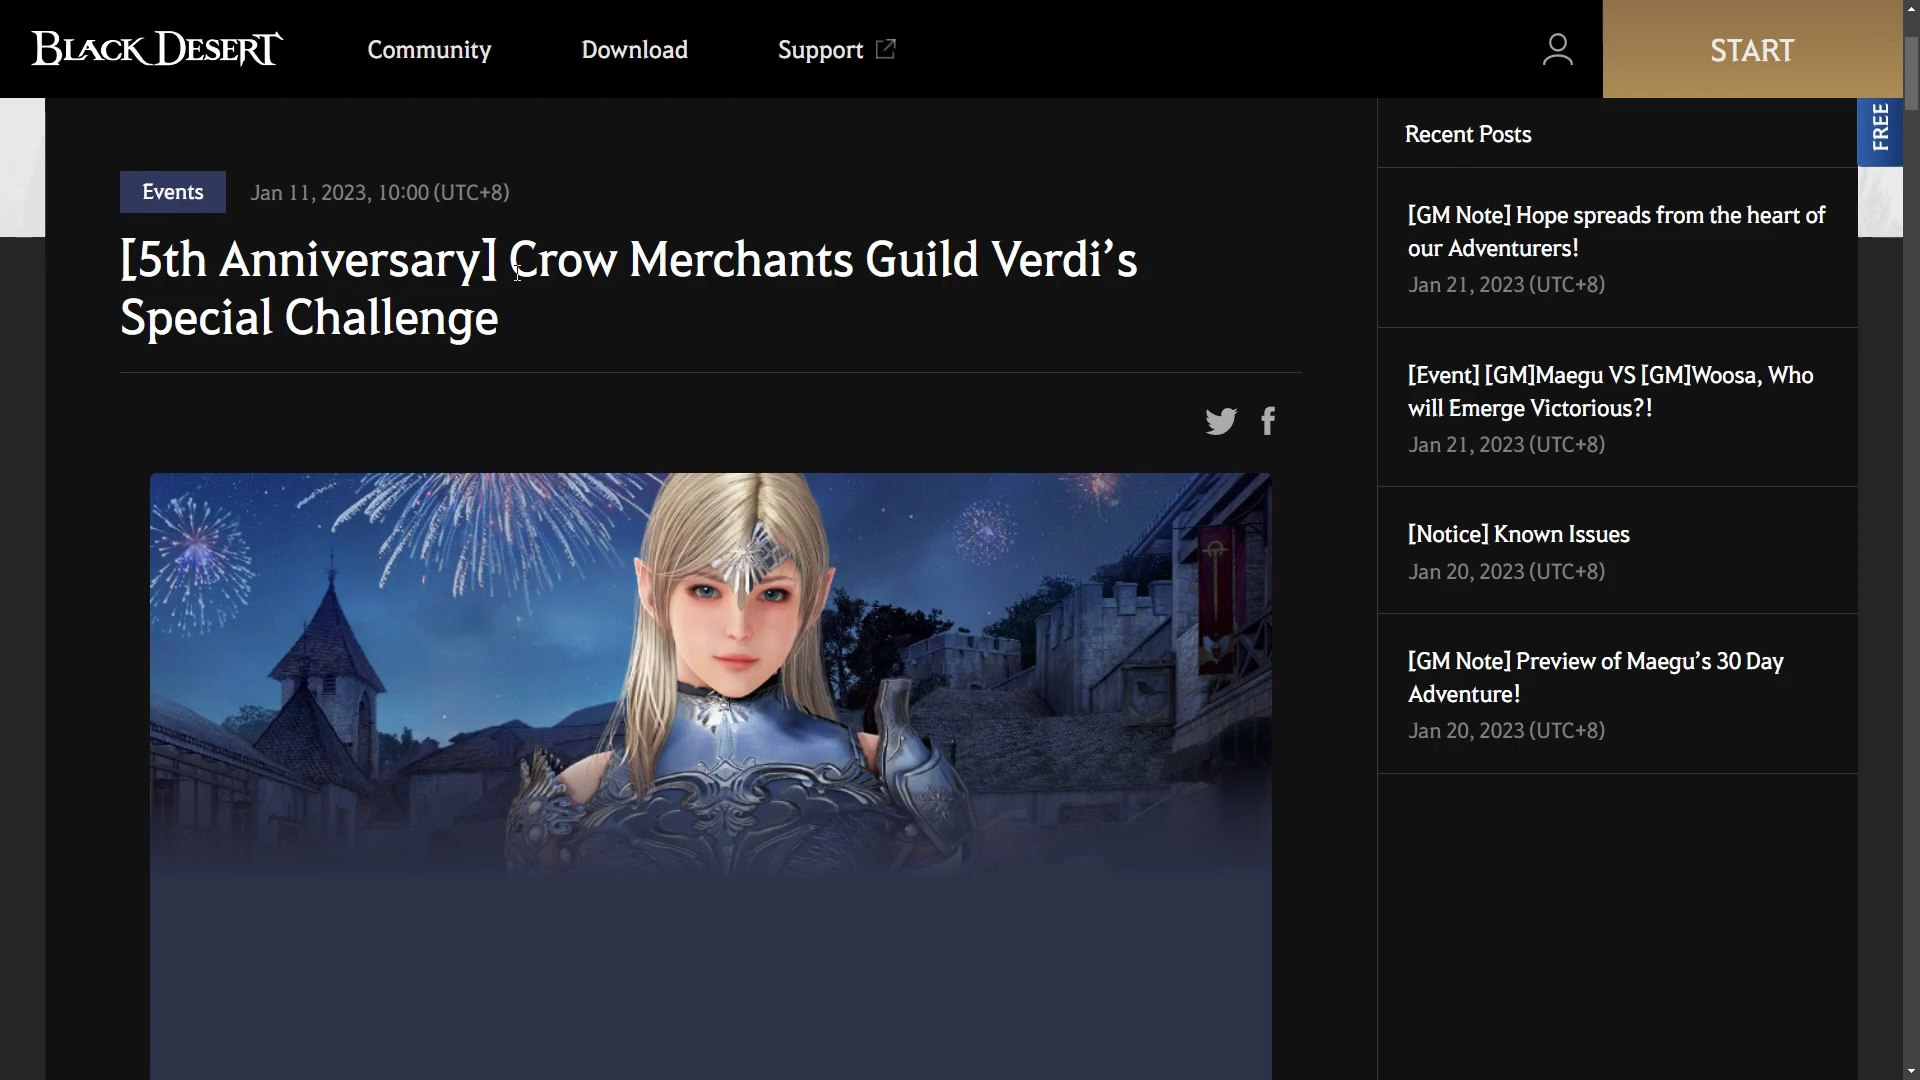 BLACK DESERT
Community
Download
Support
START
FREE
Events
Jan 11, 2023, 10:00 (UTC+8)
[5th Anniversary] Crow Merchants Guild Verdi’s
Special Challenge
Recent Posts
[GM Note] Hope spreads from the heart of
our Adventurers!
Jan 21, 2023 (UTC+8)
[Event] [GM]Maegu VS [GM]Woosa, Who
will Emerge Victorious?!
Jan 21, 2023 (UTC+8)
[Notice] Known Issues
Jan 20, 2023 (UTC+8)
[GM Note] Preview of Maegu’s 30 Day
Adventure!
Jan 20, 2023 (UTC+8)